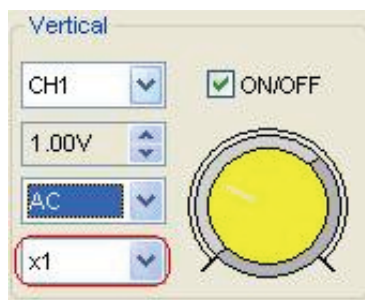 Vertical
CH1
ON/OFF
1.00V
AC
x1